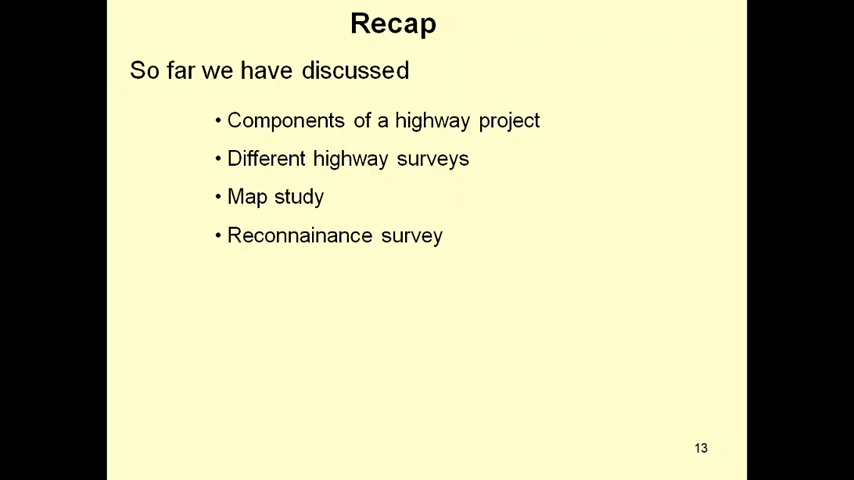 Recap
So far we have discussed
• Components of a highway project
• Different highway surveys
• Map study
• Reconnainance survey
13